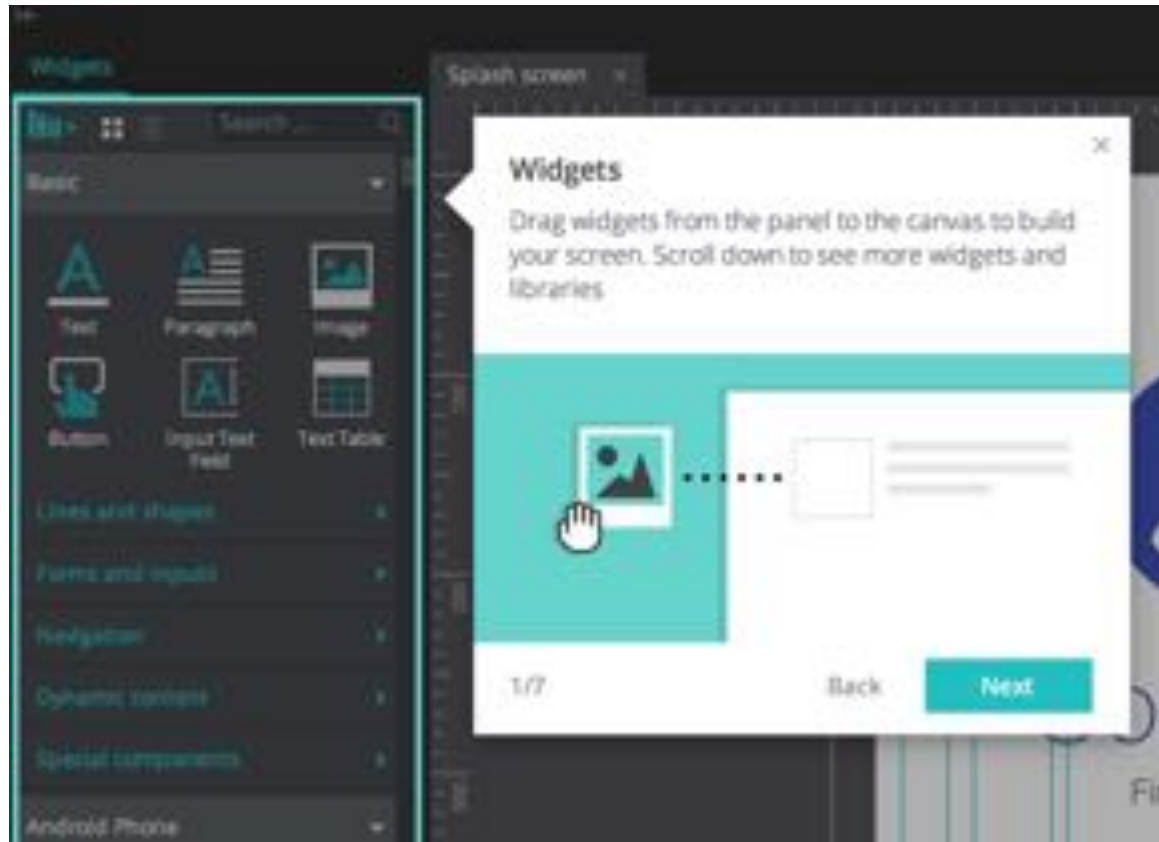 Widgets
Splash screen ×
Search ...
Basic
Text
Paragraph
Image
Button
Input Text
Field
Text Table
Lines and shapes
Forms and inputs
Navigation
Dynamic content
Special components
Android Phone
Widgets
Drag widgets from the panel to the canvas to build
your screen. Scroll down to see more widgets and
libraries
1/7
Back
Next